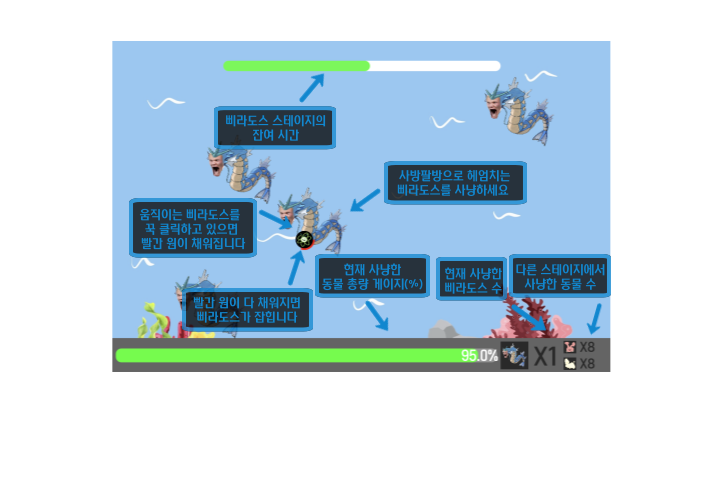 삐라도스 스테이지의
잔여 시간
사방팔방으로 헤엄치는
삐라도스를 사냥하세요
움직이는 삐라도스를
꾹 클릭하고 있으면
빨간 원이 채워집니다
현재 사냥한
동물 총량 게이지(%)
현재 사냥한
삐라도스 수
다른 스테이지에서
사냥한 동물 수
빨간 원이 다 채워지면
삐라도스가 잡힙니다
95.0%
X1
X8
X8